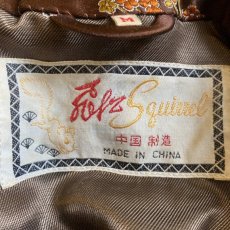 M
Squirrel
中国制造
MADE IN CHINA